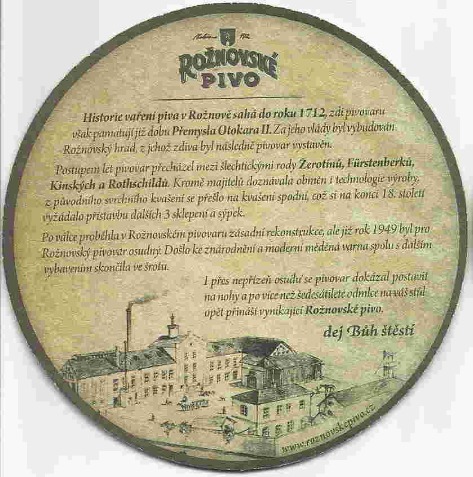 ROŽNOVSKÉ
PIVO
Historie vaření piva v Rožnově sahá do roku 1712, zdi pivovaru
však pamatují již dobu Přemysla Otokara II. Za jeho vlády byl vybudován
Rožnovský hrad, z jehož zdiva byl následně pivovar vystavěn.
Postupem let pivovar přecházel mezi šlechtickými rody Žerotínů, Fürstenberků,
Kinských a Rothschildů. Kromě majitelů doznávala obměn i technologie výroby,
z původního svrchního kvašení se přešlo na kvašení spodní, což si na konci 18. století
vyžádalo přístavbu dalších 3 sklepení a sýpek.
Po válce proběhla v Rožnovském pivovaru zásadní rekonstrukce, ale již rok 1949 byl pro
Rožnovský pivovar osudný. Došlo ke znárodnění a moderní měděná varna spolu s dalším
vybavením skončila ve šrotu.
I přes nepřízeň osudu se pivovar dokázal postavit
na nohy a po více než šedesátileté odmlce na váš stůl
opět přináší vynikající Rožnovské pivo.
dej Bůh štěstí
www.roznovskepivo.cz